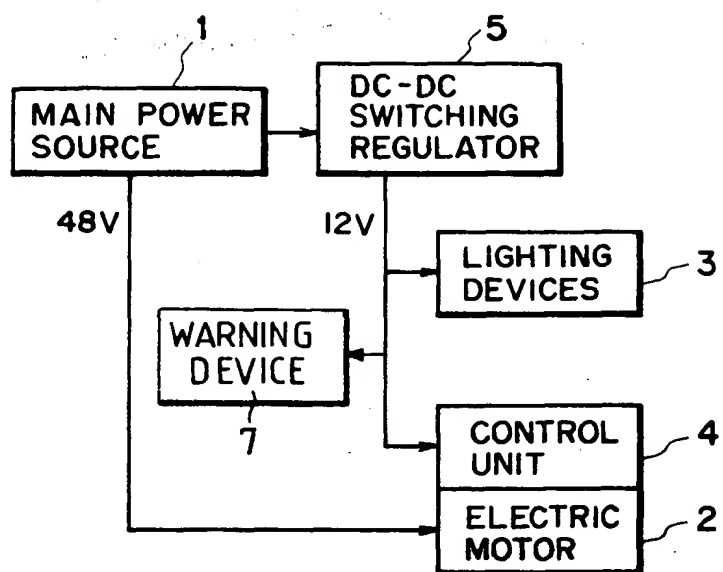 1
5
MAIN POWER
SOURCE
DC-DC
SWITCHING
REGULATOR
48V
12V
LIGHTING
DEVICES
3
WARNING
DEVICE
7
CONTROL
UNIT
4
ELECTRIC
MOTOR
2